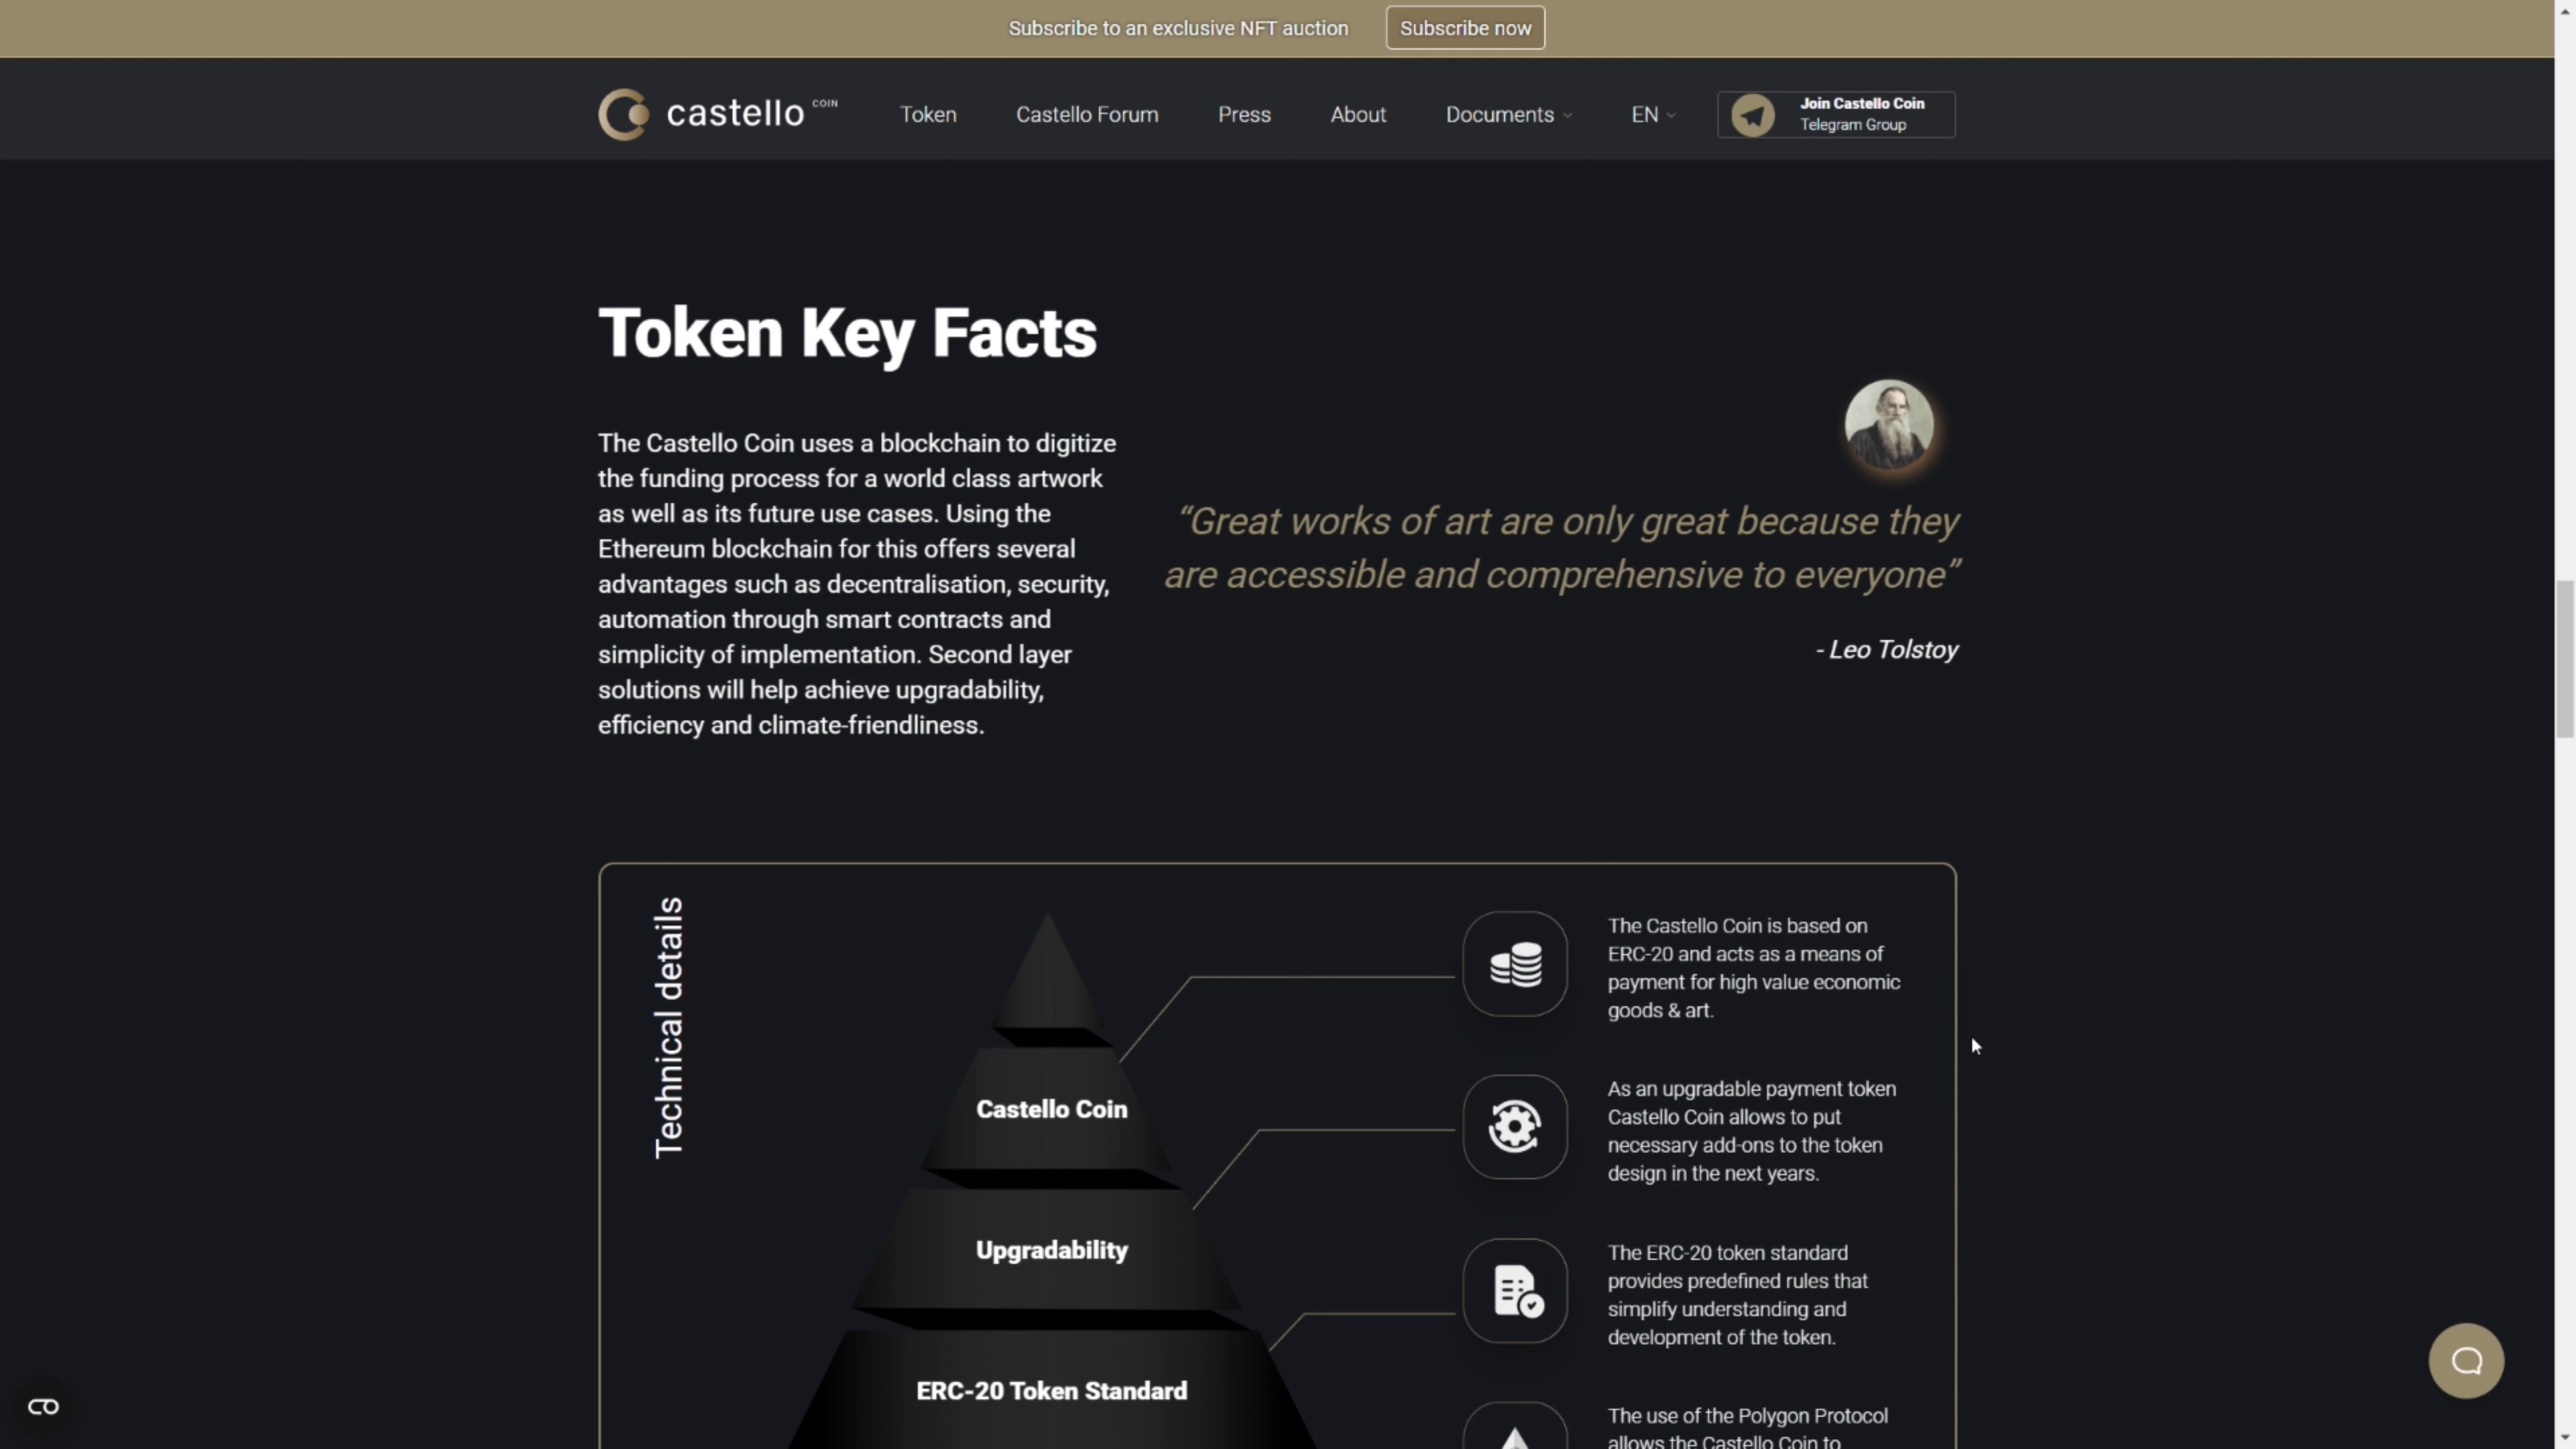 Subscribe to an exclusive NFT auction
Subscribe now
castello COIN
Token
Castello Forum
Press
About
Documents
EN
Join Castello Coin
Telegram Group
Token Key Facts
The Castello Coin uses a blockchain to digitize
the funding process for a world class artwork
as well as its future use cases. Using the
Ethereum blockchain for this offers several
advantages such as decentralisation, security,
automation through smart contracts and
simplicity of implementation. Second layer
solutions will help achieve upgradability,
efficiency and climate-friendliness.
“Great works of art are only great because they
are accessible and comprehensive to everyone”
- Leo Tolstoy
Technical details
Castello Coin
Upgradability
ERC-20 Token Standard
The Castello Coin is based on
ERC-20 and acts as a means of
payment for high value economic
goods & art.
As an upgradable payment token
Castello Coin allows to put
necessary add-ons to the token
design in the next years.
The ERC-20 token standard
provides predefined rules that
simplify understanding and
development of the token.
The use of the Polygon Protocol
allows the Castello Coin to